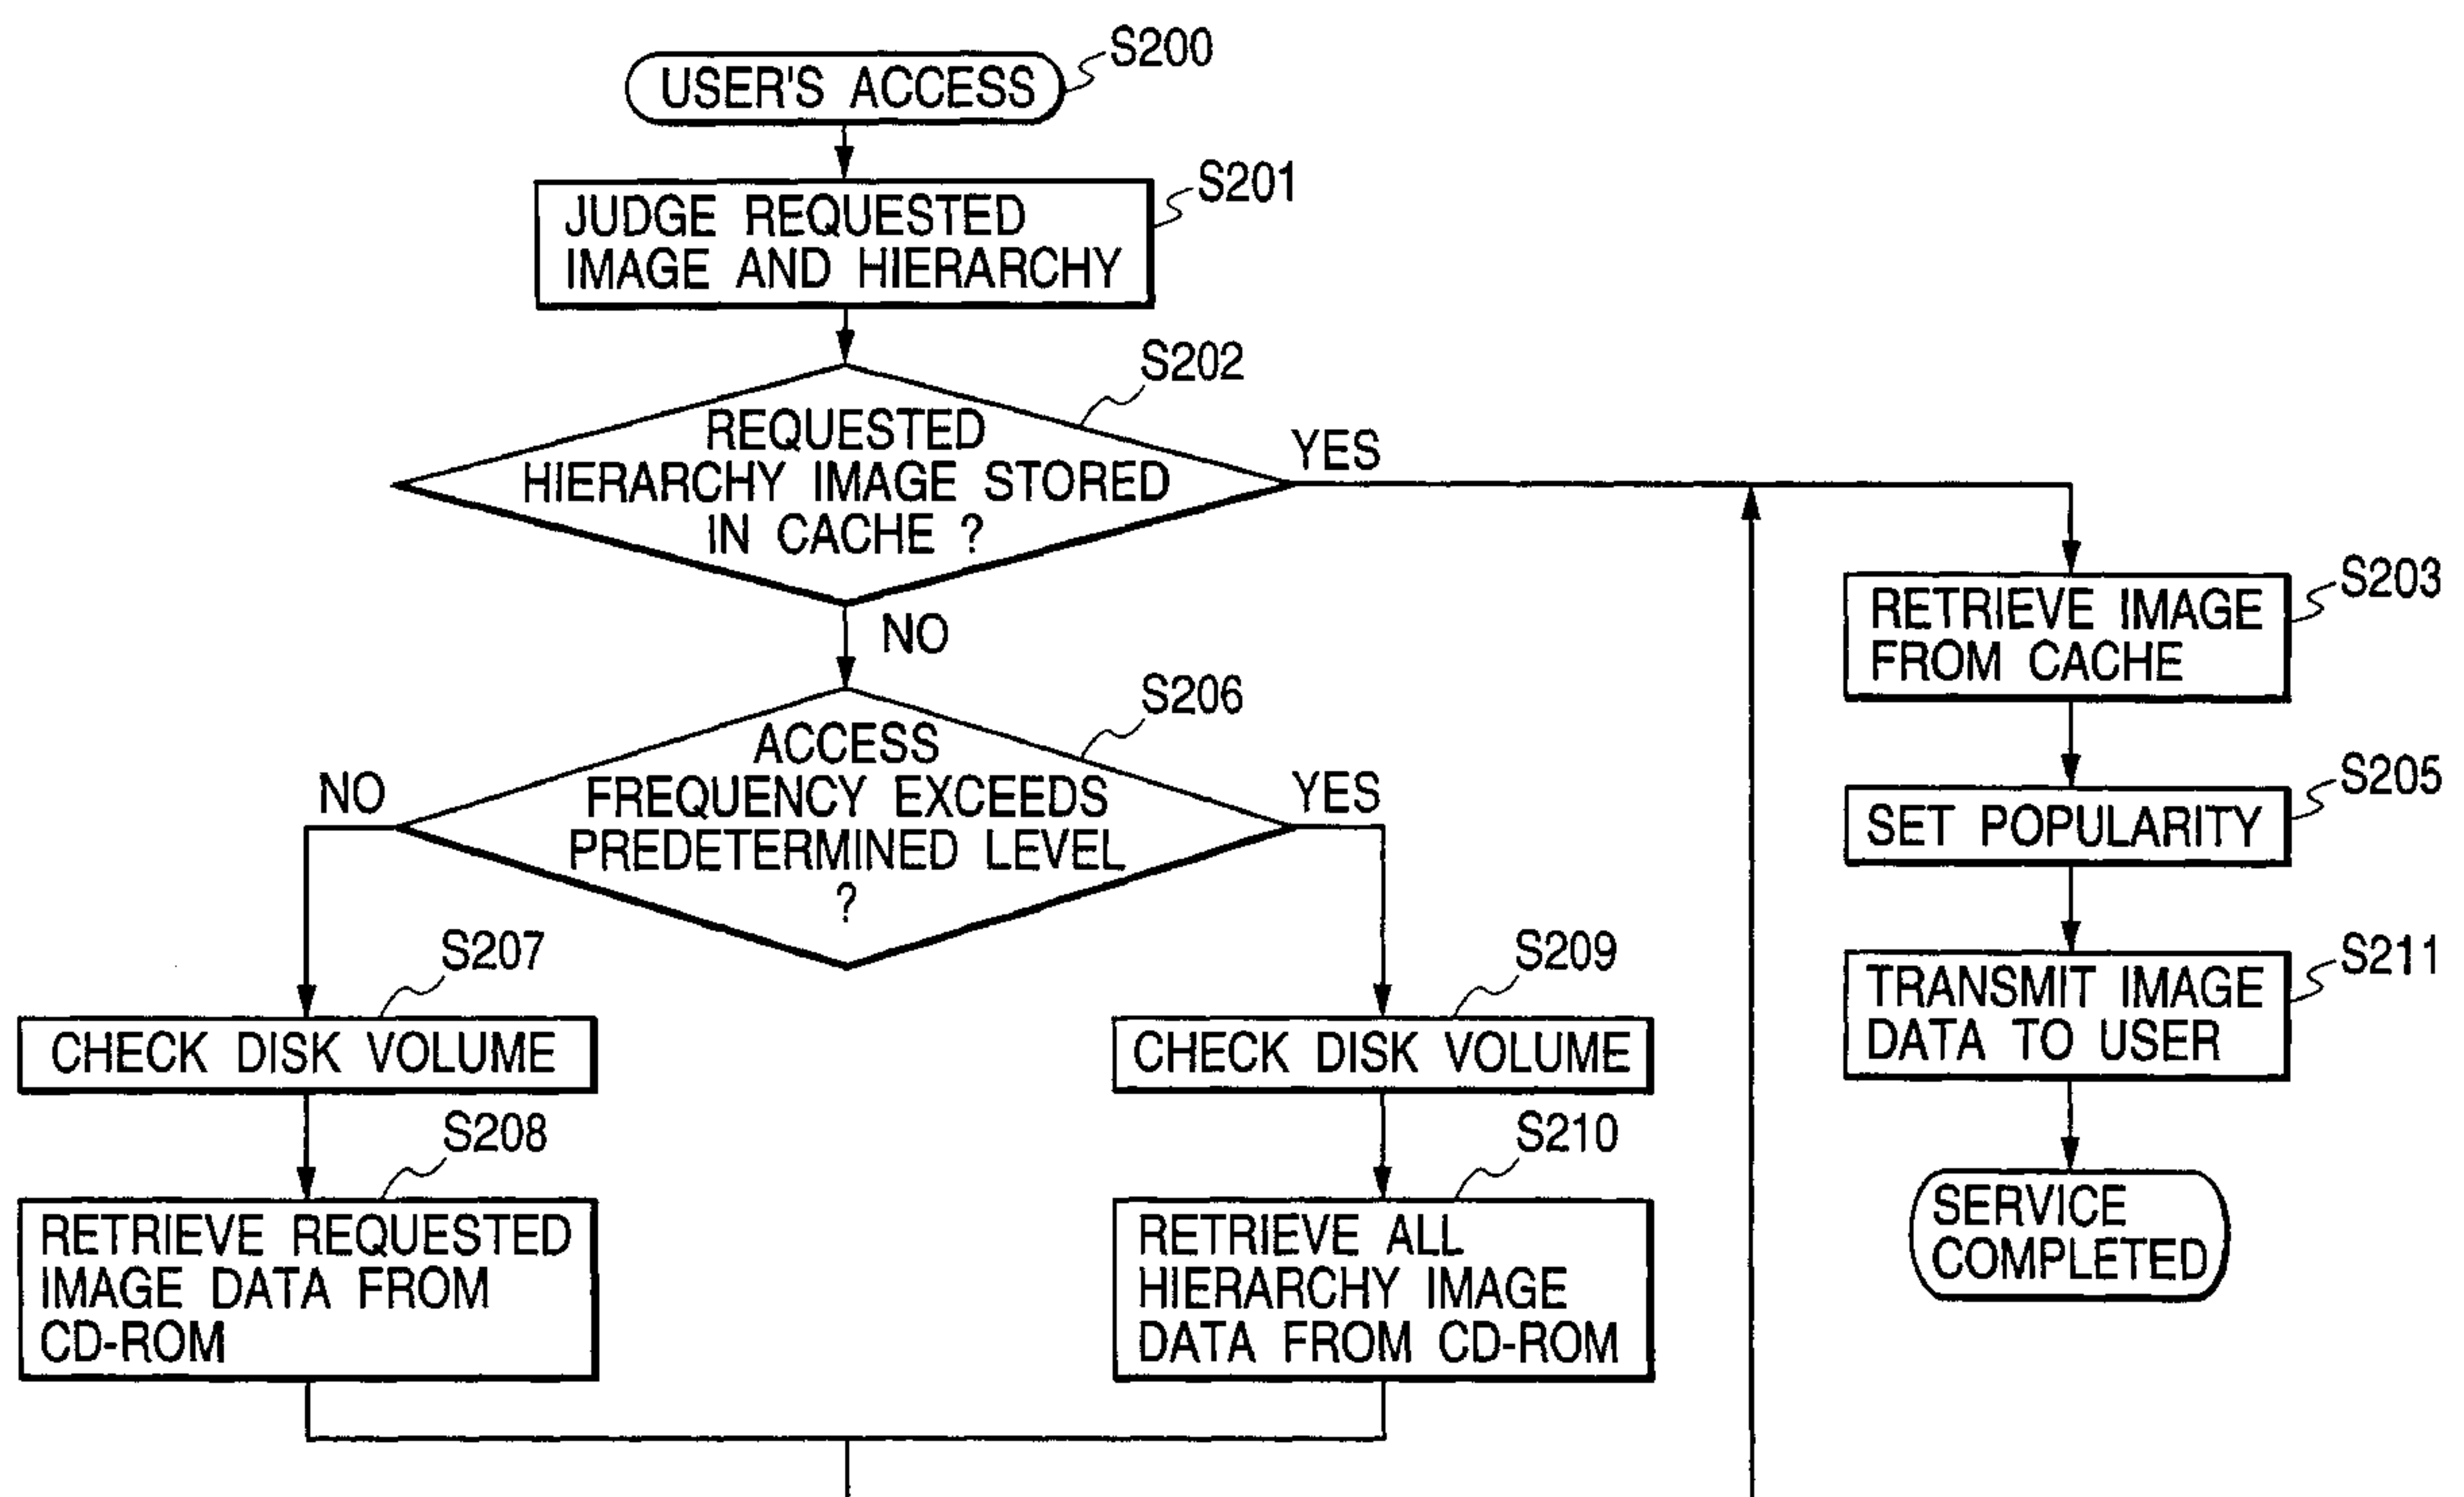 S200
USER'S ACCESS
S201
JUDGE REQUESTED
IMAGE AND HIERARCHY
S202
REQUESTED
HIERARCHY IMAGE STORED
IN CACHE ?
YES
NO
S206
ACCESS
FREQUENCY EXCEEDS
PREDETERMINED LEVEL
?
NO
YES
S207
CHECK DISK VOLUME
S208
RETRIEVE REQUESTED
IMAGE DATA FROM
CD-ROM
S209
CHECK DISK VOLUME
S210
RETRIEVE ALL
HIERARCHY IMAGE
DATA FROM CD-ROM
S203
RETRIEVE IMAGE
FROM CACHE
S205
SET POPULARITY
S211
TRANSMIT IMAGE
DATA TO USER
SERVICE
COMPLETED